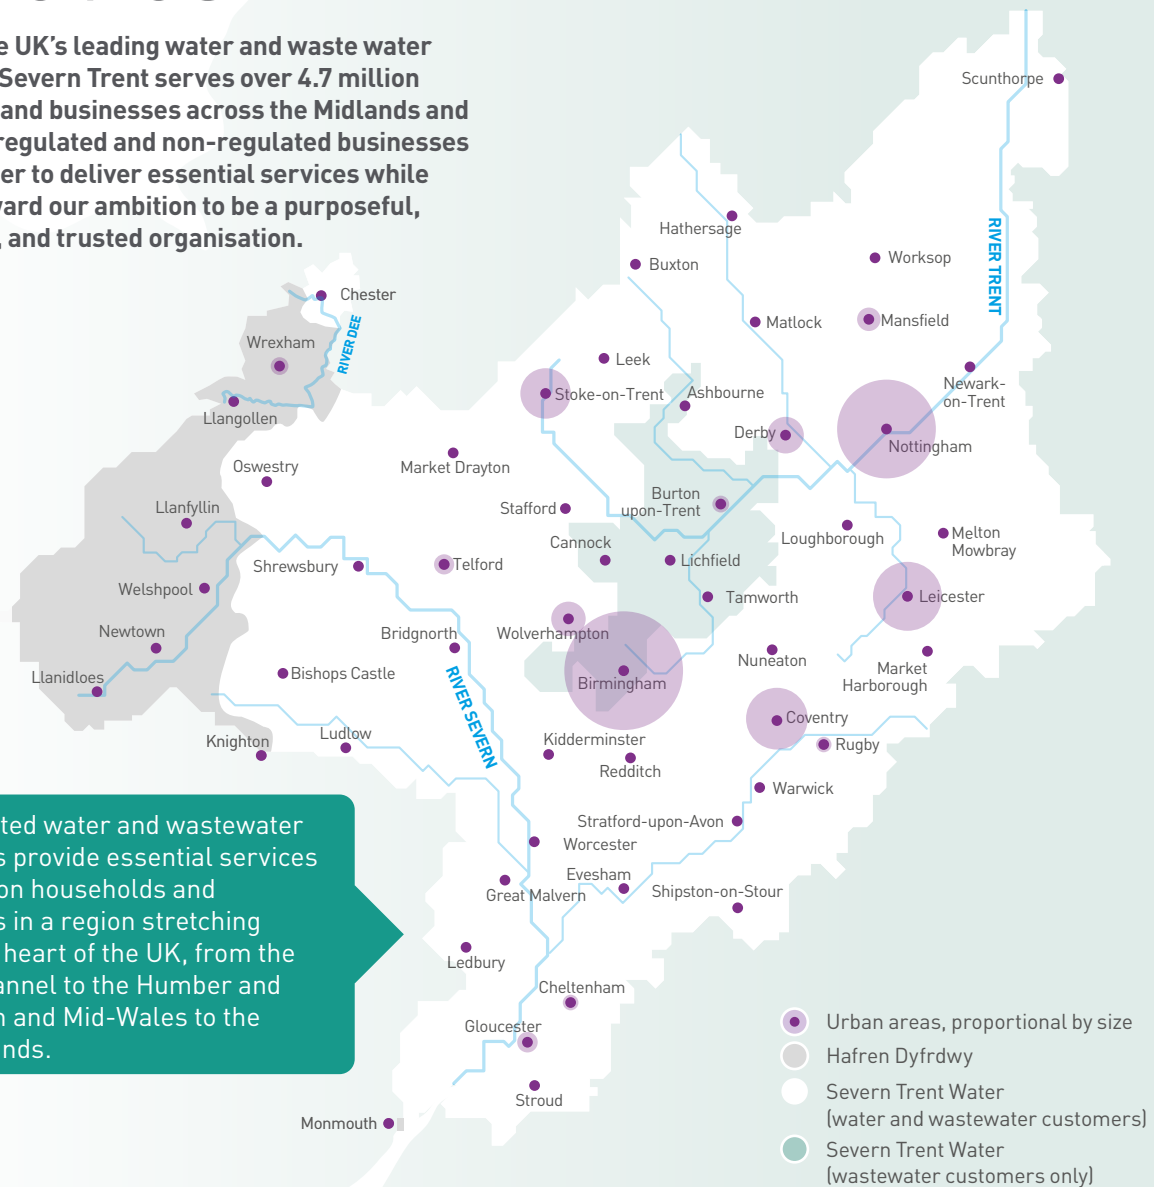 e UK's leading water and waste water
Severn Trent serves over 4.7 million
and businesses across the Midlands and
regulated and non-regulated businesses
er to deliver essential services while
ard our ambition to be a purposeful,
, and trusted organisation.
Scunthorpe
Hathersage
Buxton
Worksop
RIVER TRENT
Chester
Matlock
Mansfield
Wrexham
RIVER DEE
Leek
Newark-
on-Trent
Stoke-on-Trent
Ashbourne
Llangollen
Derby
Nottingham
Oswestry
Market Drayton
Llanfyllin
Stafford
Burton
upon-Trent
Cannock
Loughborough
Melton
Mowbray
Shrewsbury
Telford
Lichfield
Welshpool
Tamworth
Leicester
Newtown
Bridgnorth
Wolverhampton
Nuneaton
Market
Harborough
Llanidloes
Bishops Castle
RIVER SEVERN
Birmingham
Coventry
Knighton
Ludlow
Kidderminster
Redditch
Rugby
Warwick
Stratford-upon-Avon
Worcester
Evesham
Great Malvern
Shipston-on-Stour
Ledbury
Cheltenham
Gloucester
Stroud
Monmouth
ted water and wastewater
s provide essential services
on households and
s in a region stretching
heart of the UK, from the
annel to the Humber and
n and Mid-Wales to the
nds.
Urban areas, proportional by size
Hafren Dyfrdwy
Severn Trent Water
(water and wastewater customers)
Severn Trent Water
(wastewater customers only)